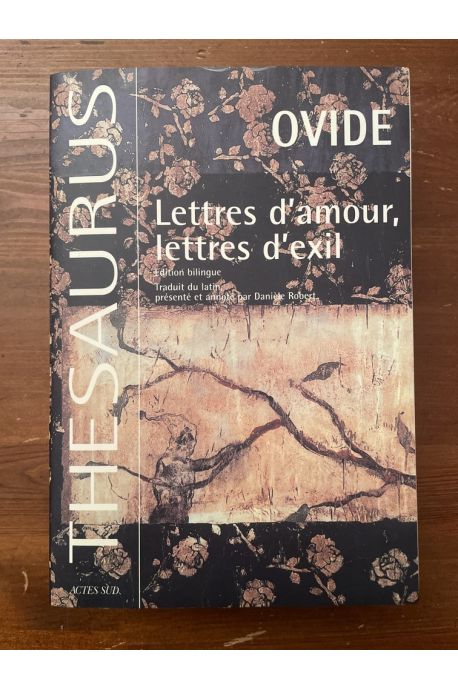 THESAURUS
OVIDE
Lettres d'amour,
lettres d'exil
Édition bilingue
Traduit du latin,
présenté et annoté par Danièle Robert
ACTES SUD